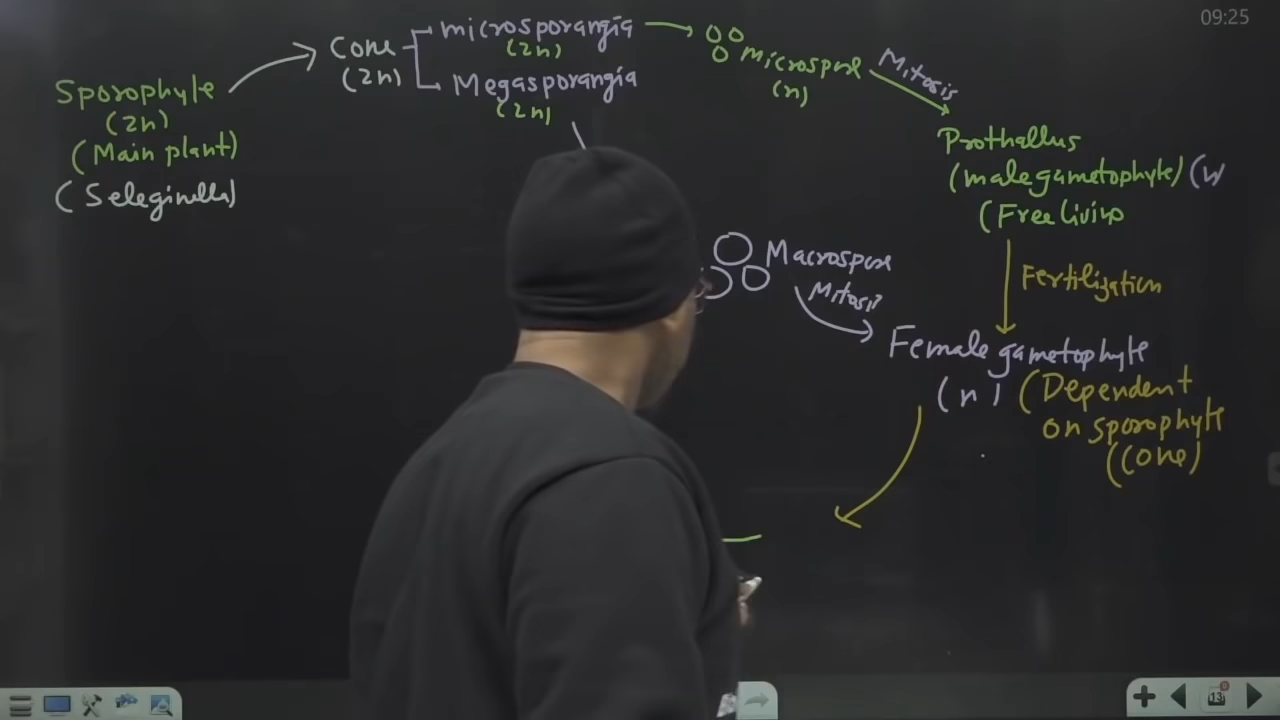 09:25
Cone
(2n)
microsporangia
(2n)
Megasporangia
(2n)
Microspore
(n)
Mitosis
Sporophyte
(2n)
(Main plant)
(Seleginella)
Prothallus
(male gametophyte) (
(Free living
Fertilization
Macrospore
Mitosis
Female gametophyte
(n) (Dependent
on sporophyte
(cone)
13